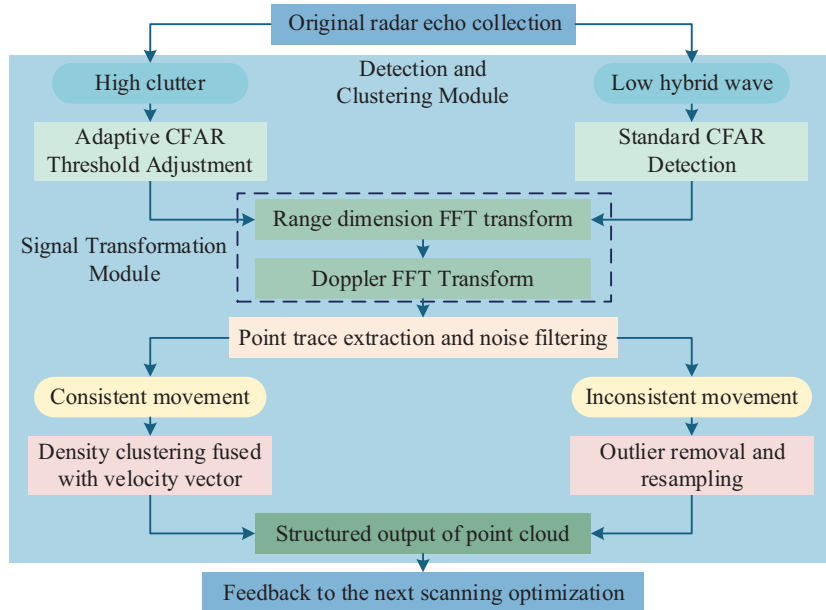 Original radar echo collection
Detection and
Clustering Module
High clutter
Low hybrid wave
Adaptive CFAR
Threshold Adjustment
Standard CFAR
Detection
Range dimension FFT transform
Signal Transformation
Module
Doppler FFT Transform
Point trace extraction and noise filtering
Consistent movement
Inconsistent movement
Density clustering fused
with velocity vector
Outlier removal and
resampling
Structured output of point cloud
Feedback to the next scanning optimization